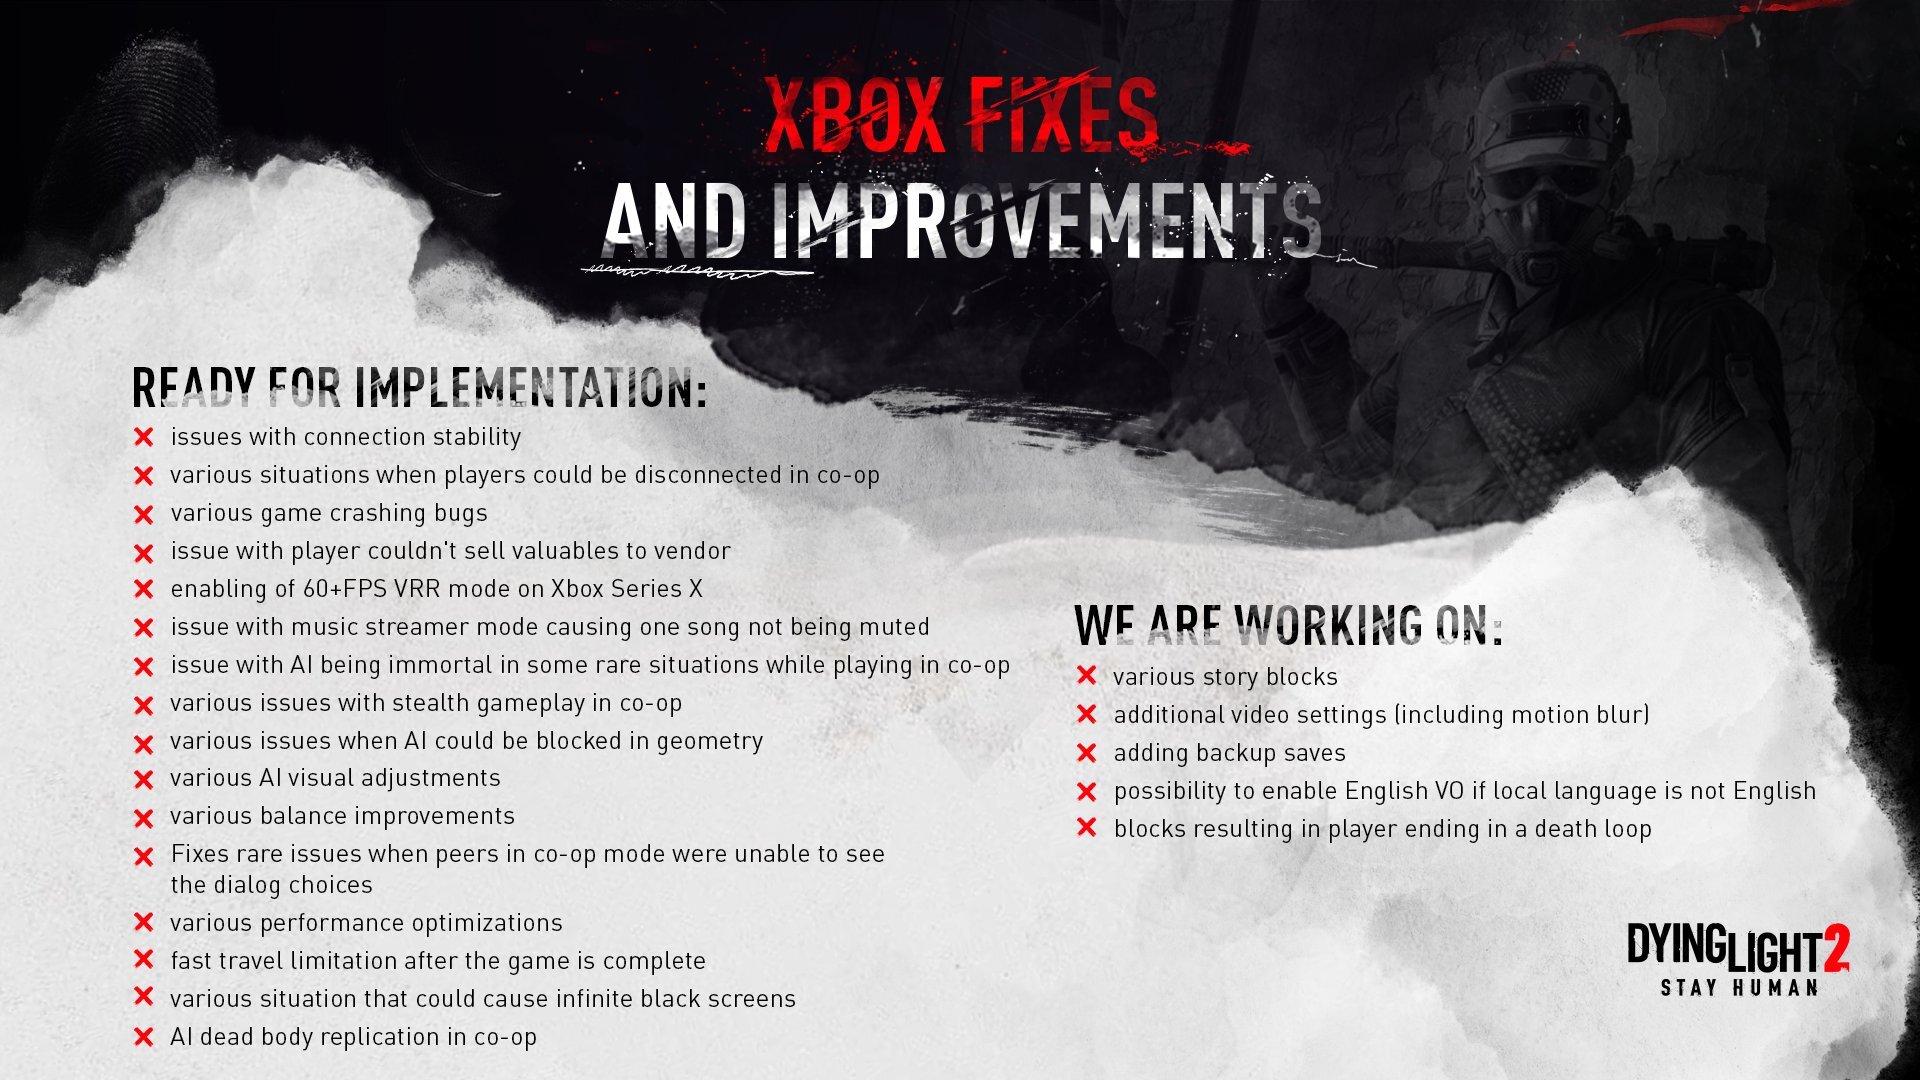 XBOX FIXES
AND IMPROVEMENTS
READY FOR IMPLEMENTATION:
issues with connection stability
various situations when players could be disconnected in co-op
various game crashing bugs
issue with player couldn't sell valuables to vendor
enabling of 60+FPS VRR mode on Xbox Series X
issue with music streamer mode causing one song not being muted
issue with AI being immortal in some rare situations while playing in co-op
various issues with stealth gameplay in co-op
various issues when AI could be blocked in geometry
various AI visual adjustments
various balance improvements
Fixes rare issues when peers in co-op mode were unable to see
the dialog choices
various performance optimizations
fast travel limitation after the game is complete
various situation that could cause infinite black screens
AI dead body replication in co-op
WE ARE WORKING ON:
various story blocks
additional video settings (including motion blur)
adding backup saves
possibility to enable English VO if local language is not English
blocks resulting in player ending in a death loop
DYING LIGHT 2
STAY HUMAN